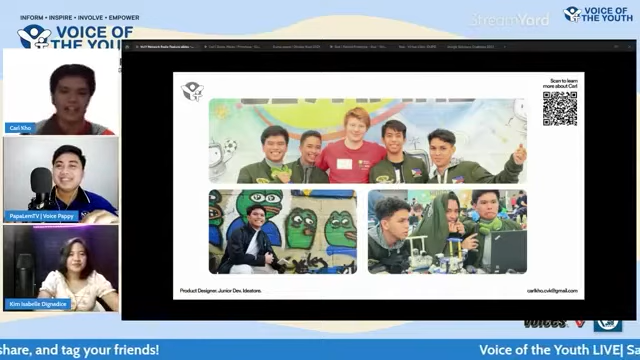 INFORM • INSPIRE • INVOLVE • EMPOWER
VOICE OF
THE YOUTH
StreamYard
VOICE OF
THE YOUTH
Scan to learn
more about Carl
Carl Kho
PapaLemTV | Voice Pappy
Kim Isabelle Dignadice
Product Designer. Junior Dev. Ideations.
carlkho.cvk@gmail.com
share, and tag your friends!
Voice of the Youth LIVE| Sa